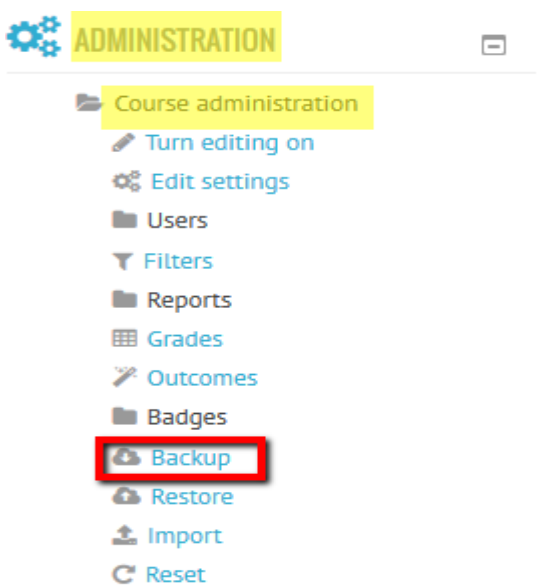 ADMINISTRATION
Course administration
Turn editing on
Edit settings
Users
Filters
Reports
Grades
Outcomes
Badges
Backup
Restore
Import
Reset